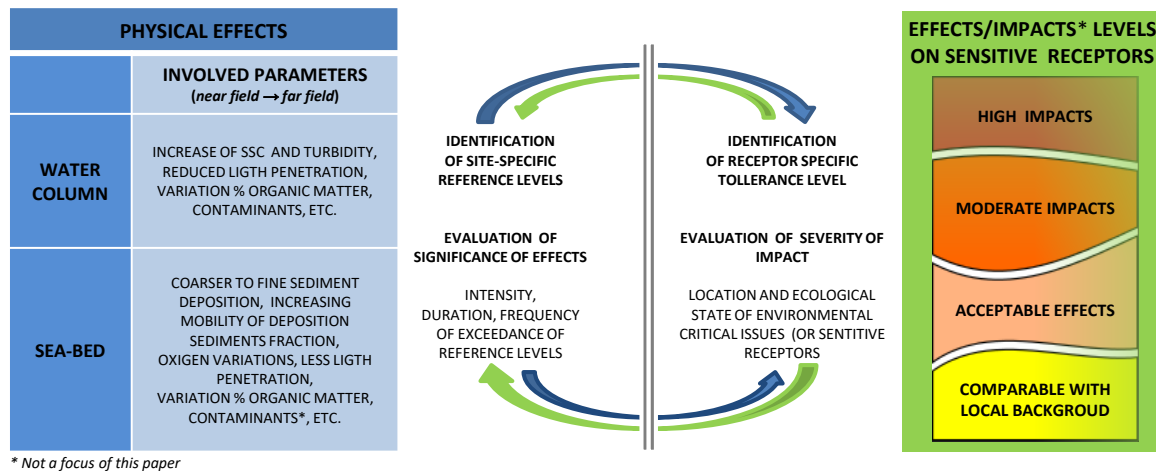 PHYSICAL EFFECTS
INVOLVED PARAMETERS
(near field → far field)
WATER
COLUMN
INCREASE OF SSC AND TURBIDITY,
REDUCED LIGTH PENETRATION,
VARIATION % ORGANIC MATTER,
CONTAMINANTS, ETC.
SEA-BED
COARSER TO FINE SEDIMENT
DEPOSITION, INCREASING
MOBILITY OF DEPOSITION
SEDIMENTS FRACTION,
OXIGEN VARIATIONS, LESS LIGTH
PENETRATION,
VARIATION % ORGANIC MATTER,
CONTAMINANTS*, ETC.
* Not a focus of this paper
IDENTIFICATION
OF SITE-SPECIFIC
REFERENCE LEVELS
EVALUATION OF
SIGNIFICANCE OF EFFECTS
INTENSITY,
DURATION, FREQUENCY
OF EXCEEDANCE OF
REFERENCE LEVELS
IDENTIFICATION
OF RECEPTOR SPECIFIC
TOLLERANCE LEVEL
EVALUATION OF SEVERITY OF
IMPACT
LOCATION AND ECOLOGICAL
STATE OF ENVIRONMENTAL
CRITICAL ISSUES (OR SENTITIVE
RECEPTORS
EFFECTS/IMPACTS* LEVELS
ON SENSITIVE RECEPTORS
HIGH IMPACTS
MODERATE IMPACTS
ACCEPTABLE EFFECTS
COMPARABLE WITH
LOCAL BACKGROUD